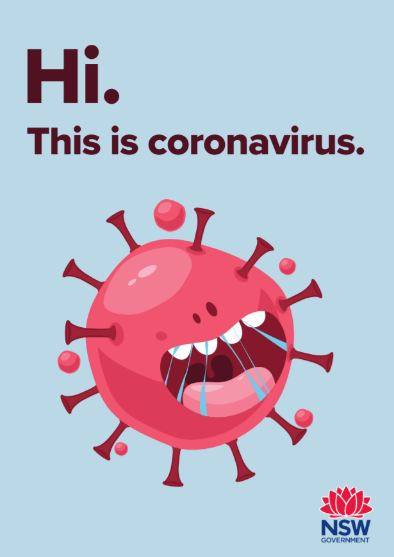 Hi.
This is coronavirus.
NSW
GOVERNMENT